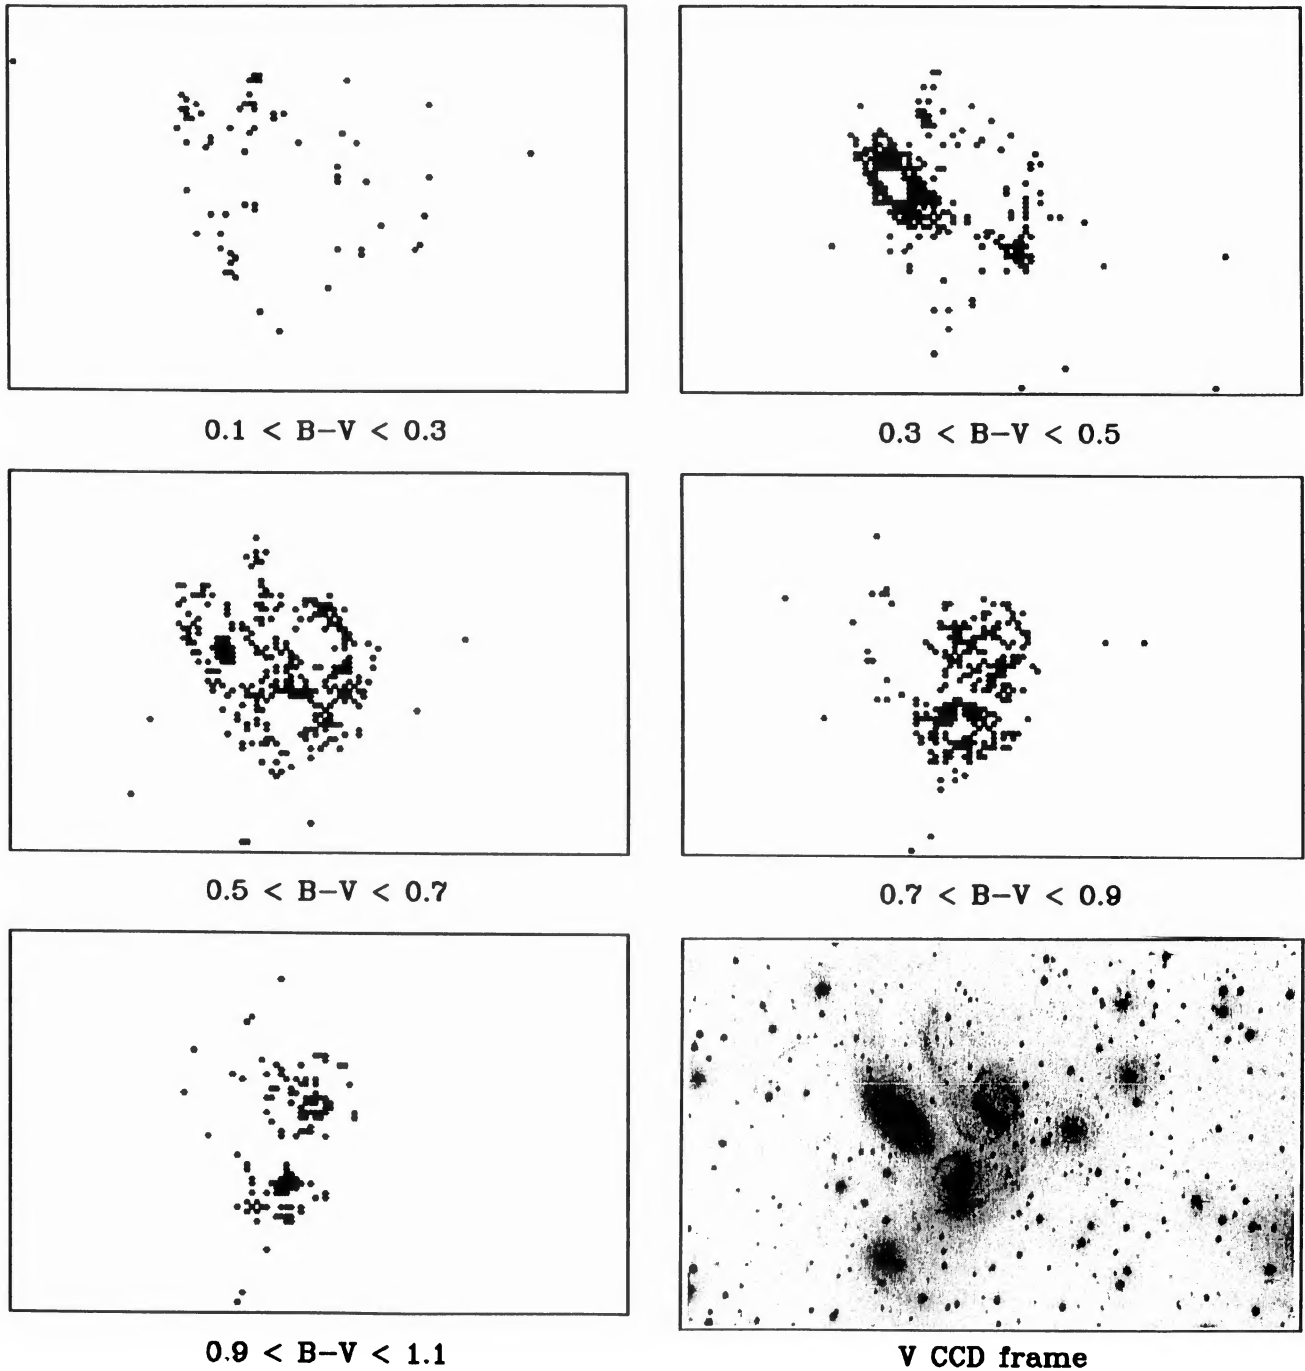 0.1 < B−V < 0.3
0.3 < B−V < 0.5
0.5 < B−V < 0.7
0.7 < B−V < 0.9
0.9 < B−V < 1.1
V CCD frame